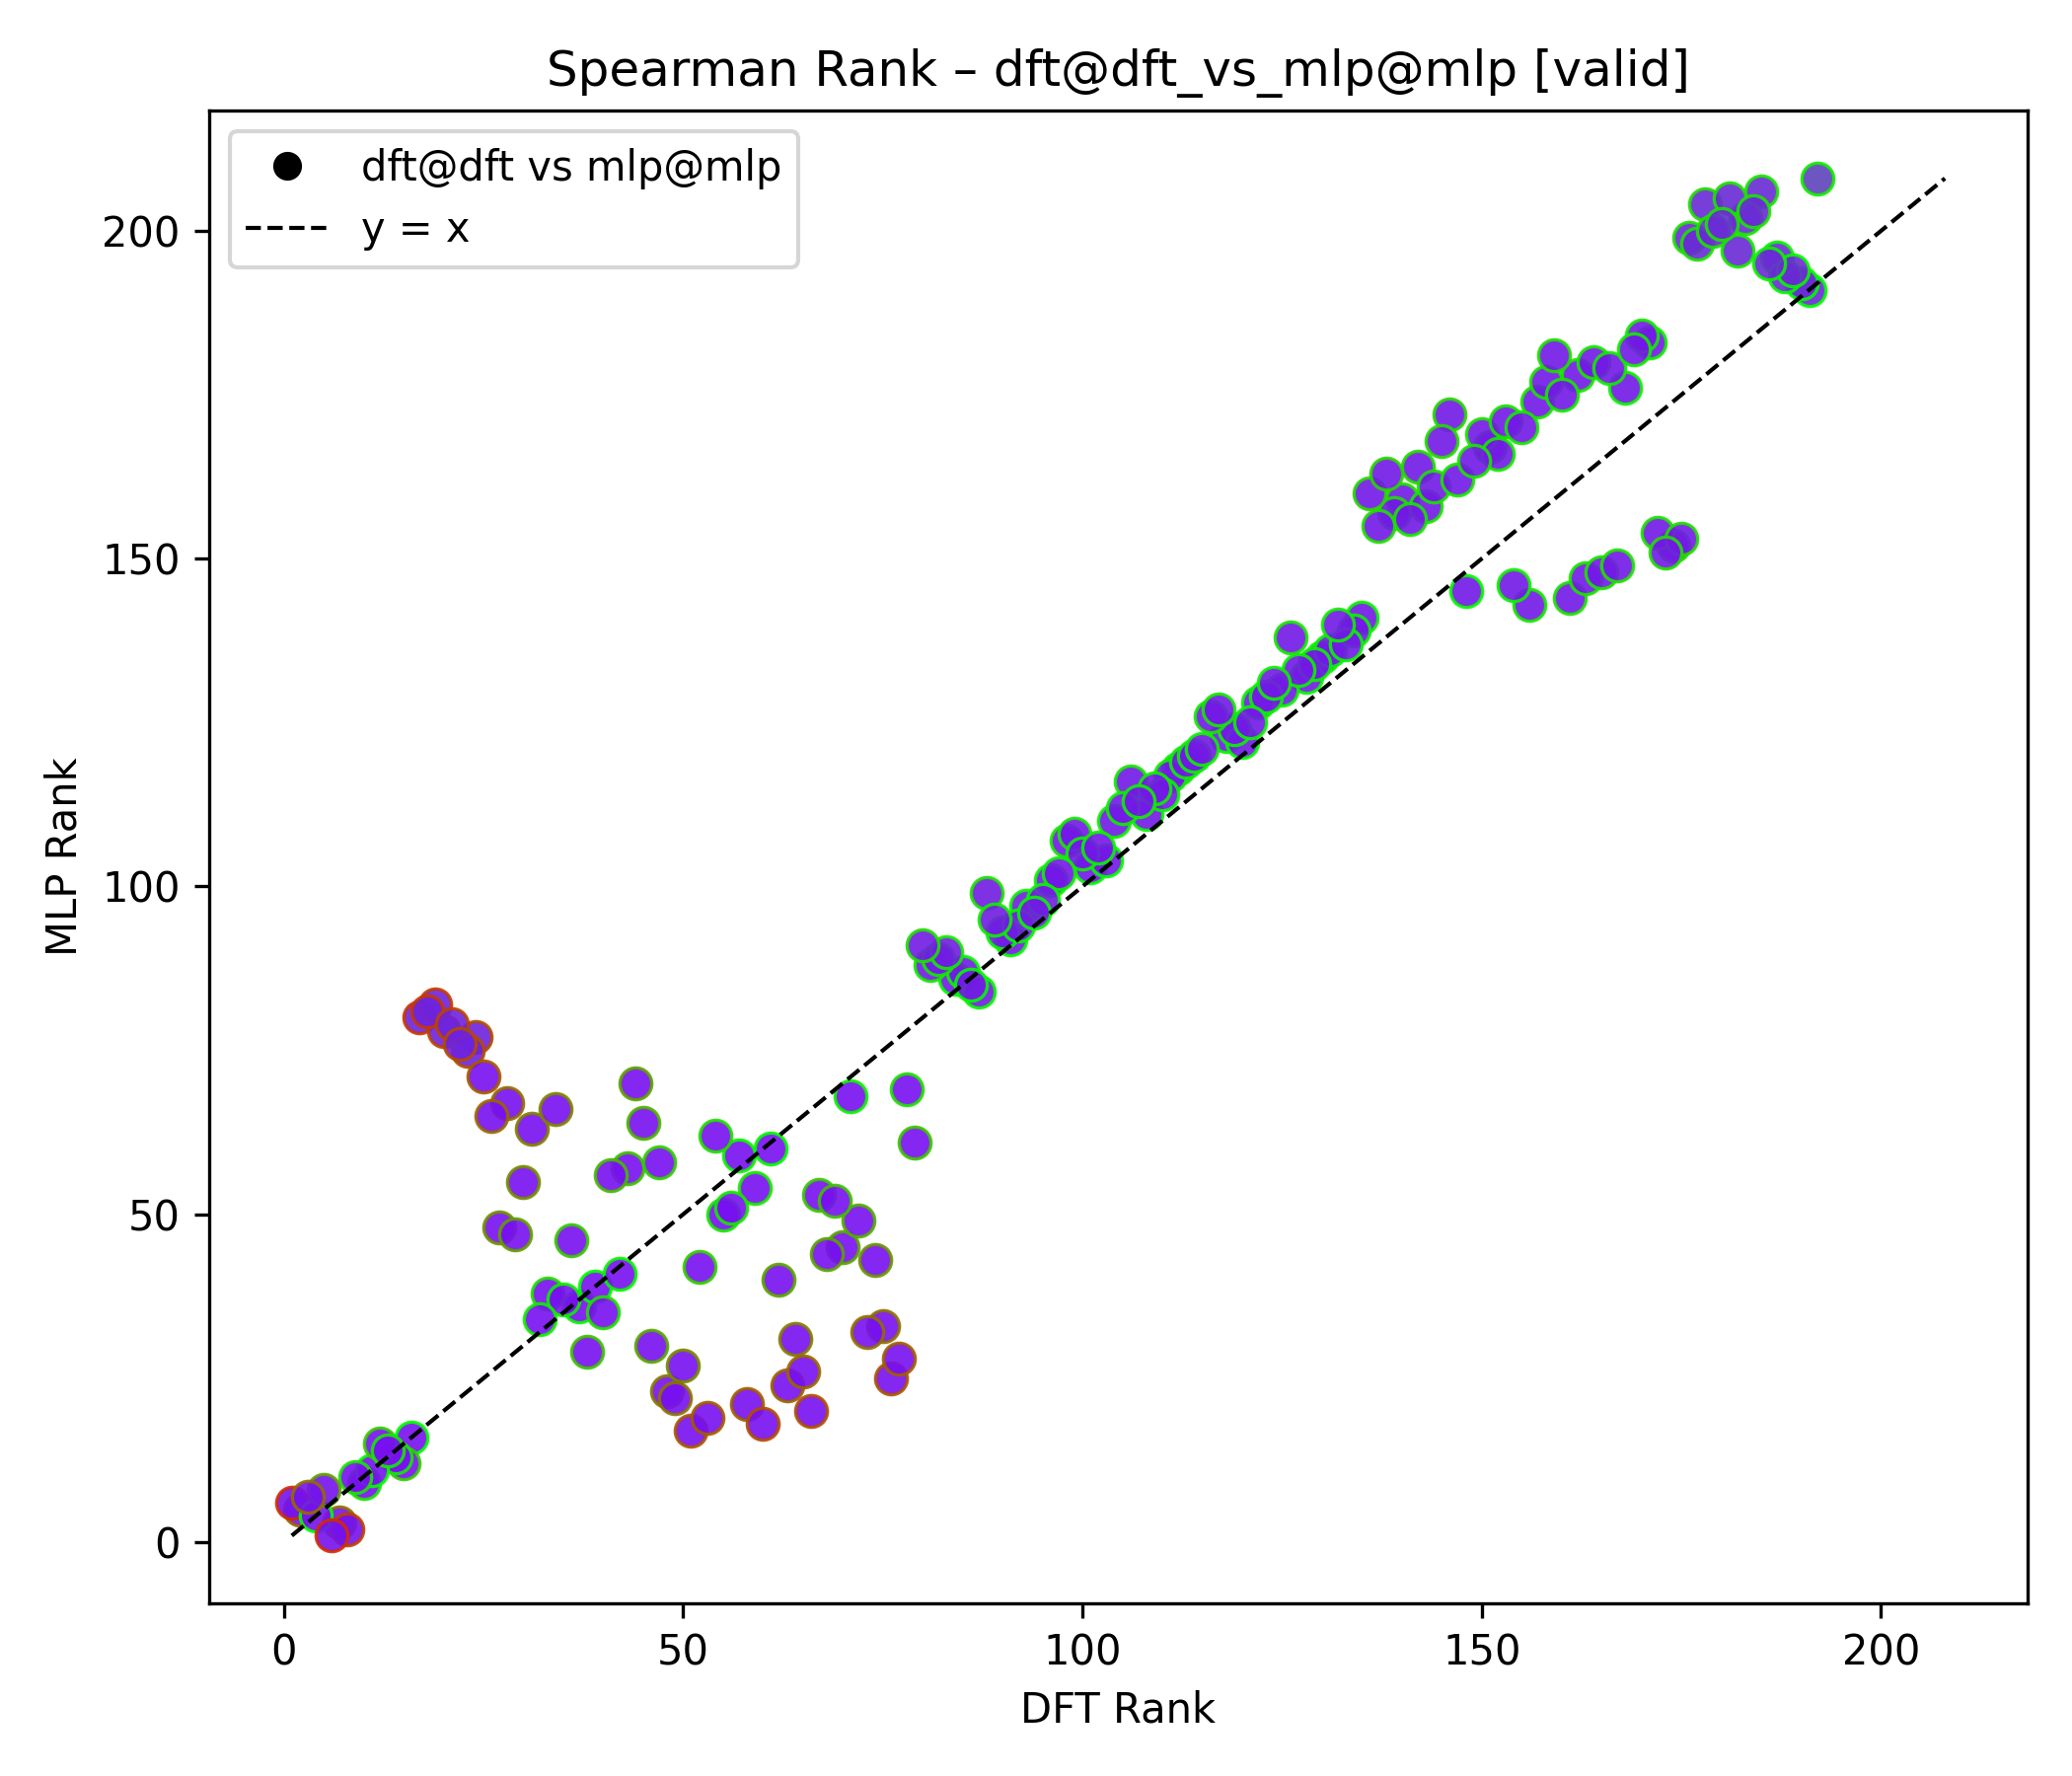 Spearman Rank – dft@dft_vs_mlp@mlp [valid]
dft@dft vs mlp@mlp
y = x
MLP Rank
200
150
100
50
0
0 50 100 150 200
DFT Rank